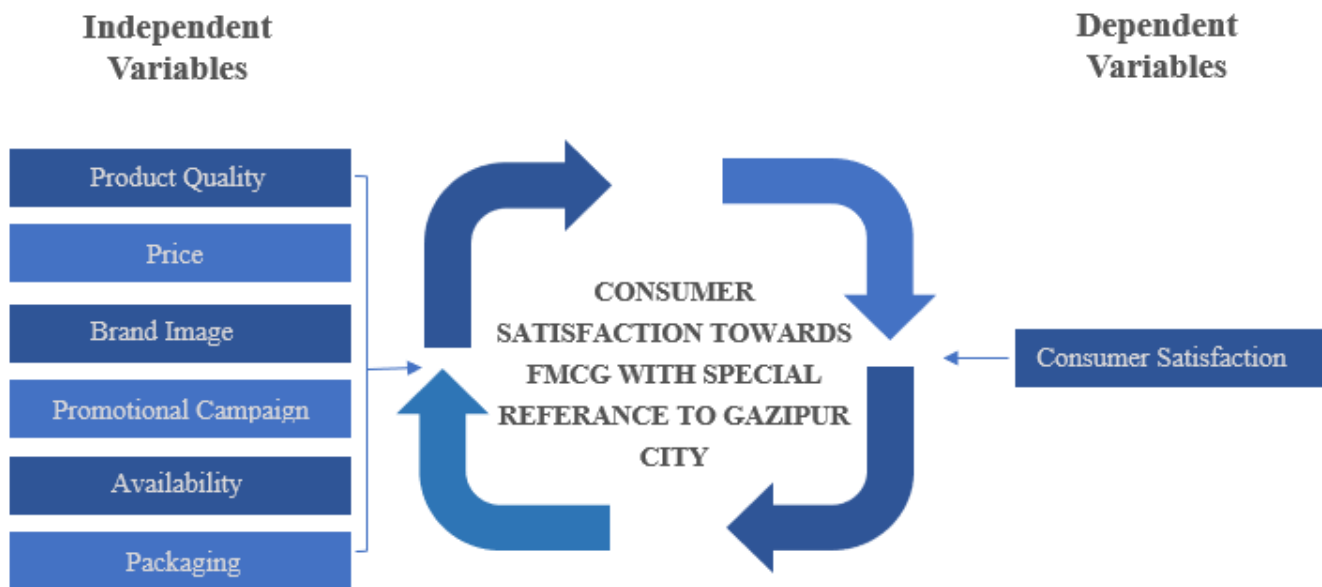 Independent
Variables
Dependent
Variables
Product Quality
Price
Brand Image
Promotional Campaign
Availability
Packaging
CONSUMER
SATISFACTION TOWARDS
FMCG WITH SPECIAL
REFERANCE TO GAZIPUR
CITY
Consumer Satisfaction